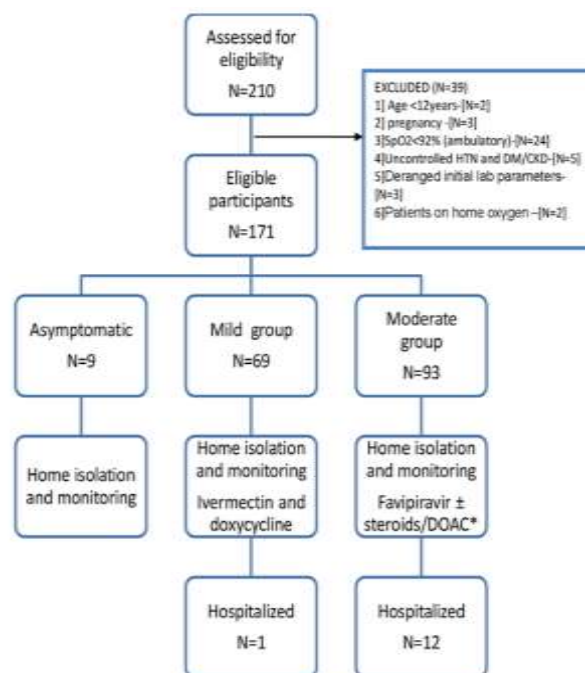 Assessed for
eligibility
N=210
EXCLUDED (N=39)
1] Age <12years-[N=2]
2] pregnancy -[N=3]
3]SpO2<92% (ambulatory)-[N=24]
4]Uncontrolled HTN and DM/CKD-[N=5]
5]Deranged initial lab parameters-
[N=3]
6]Patients on home oxygen –[N=2]
Eligible
participants
N=171
Asymptomatic
N=9
Mild group
N=69
Moderate
group
N=93
Home isolation
and monitoring
Home isolation
and monitoring
Ivermectin and
doxycycline
Home isolation
and monitoring
Favipiravir ±
steroids/DOAC*
Hospitalized
N=1
Hospitalized
N=12